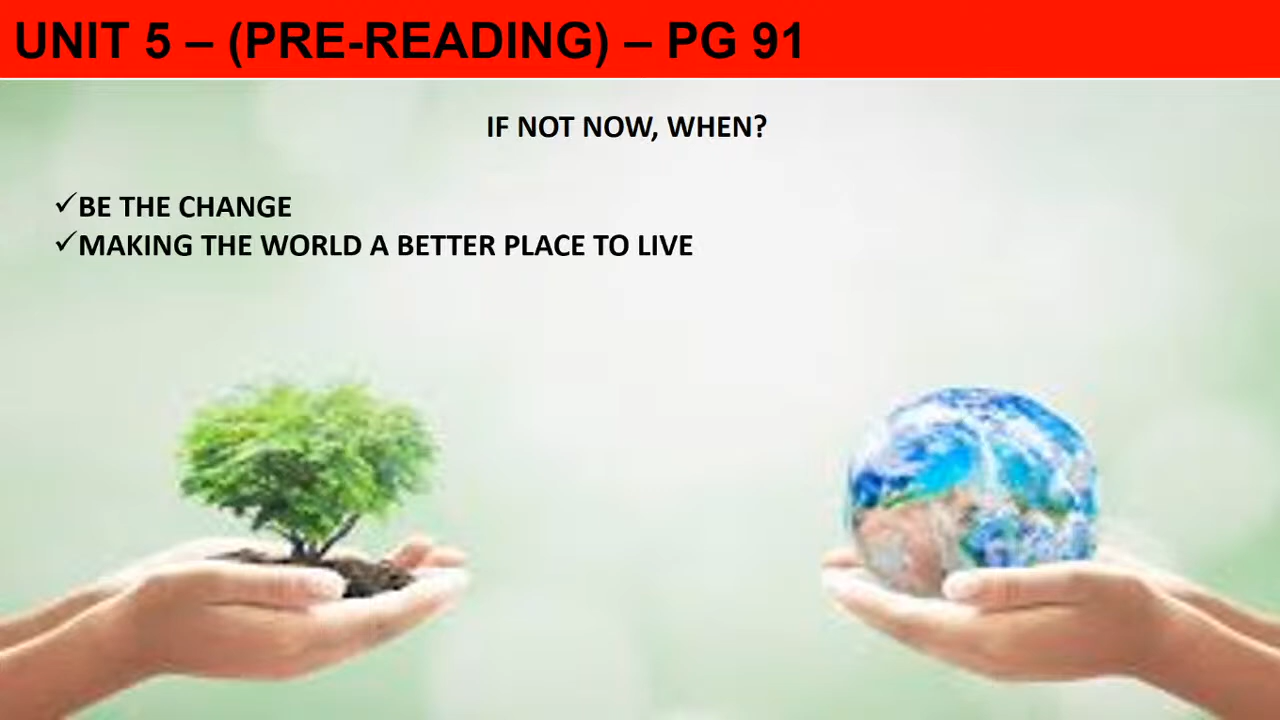 UNIT 5 – (PRE-READING) – PG 91
IF NOT NOW, WHEN?
✓BE THE CHANGE
✓MAKING THE WORLD A BETTER PLACE TO LIVE